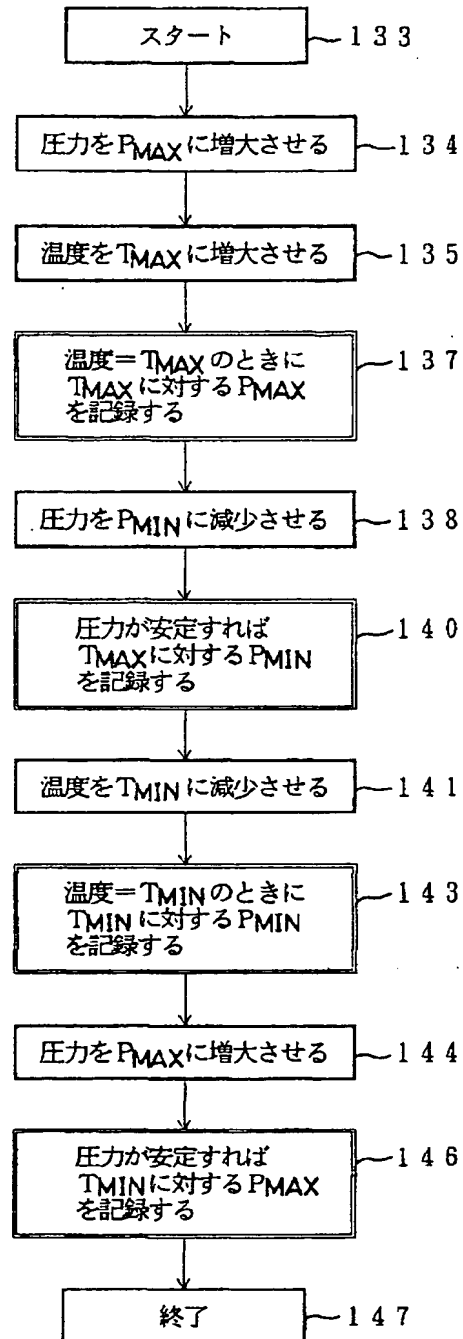 スタート
133
圧力をPMAXに増大させる
134
温度をTMAXに増大させる
135
温度=TMAXのときに
TMAXに対するPMAX
を記録する
137
圧力をPMINに減少させる
138
圧力が安定すれば
TMAXに対するPMIN
を記録する
140
温度をTMINに減少させる
141
温度=TMINのときに
TMINに対するPMIN
を記録する
143
圧力をPMAXに増大させる
144
圧力が安定すれば
TMINに対するPMAX
を記録する
146
終了
147